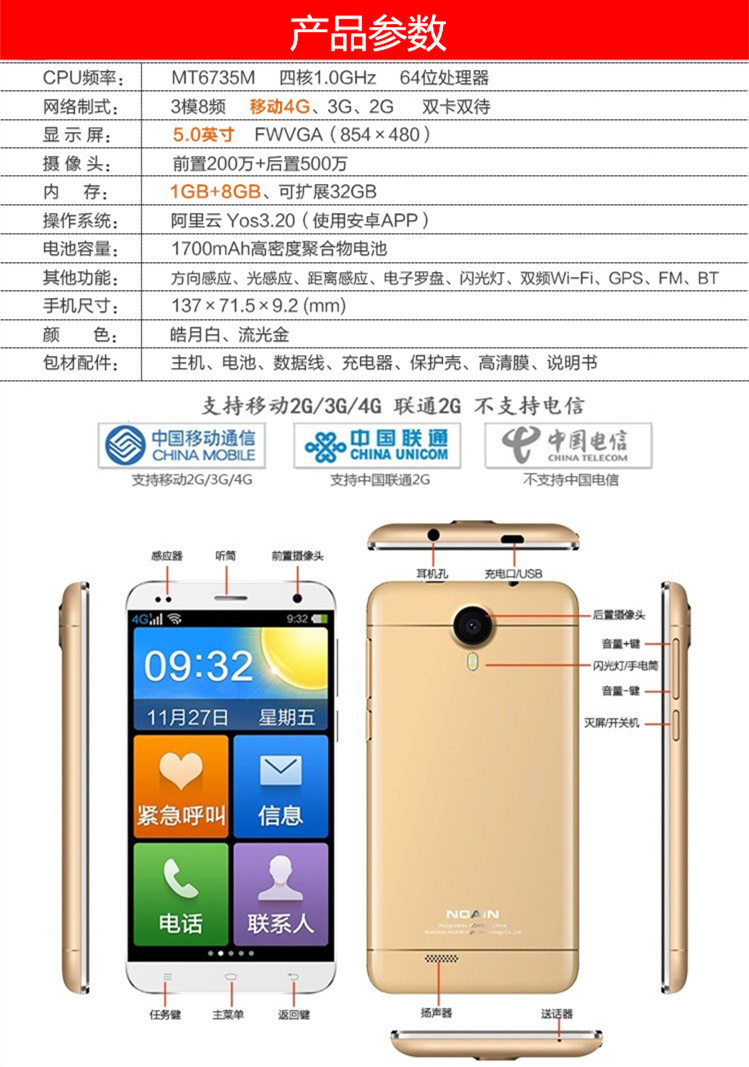 产品参数
CPU频率： MT6735M 四核1.0GHz 64位处理器
网络制式： 3模8频 移动4G、3G、2G 双卡双待
显 示 屏： 5.0英寸 FWVGA（854×480）
摄 像 头： 前置200万+后置500万
内 存： 1GB+8GB、可扩展32GB
操作系统： 阿里云 Yos3.20（使用安卓APP）
电池容量： 1700mAh高密度聚合物电池
其他功能： 方向感应、光感应、距离感应、电子罗盘、闪光灯、双频Wi-Fi、GPS、FM、BT
手机尺寸： 137×71.5×9.2 (mm)
颜 色： 皓月白、流光金
包材配件： 主机、电池、数据线、充电器、保护壳、高清膜、说明书
支持移动2G/3G/4G 联通2G 不支持电信
中国移动通信 中国联通 中国电信
CHINA MOBILE CHINA UNICOM CHINA TELECOM
支持移动2G/3G/4G 支持中国联通2G 不支持中国电信
感应器 听筒 前置摄像头
耳机孔 充电口/USB
4G 9:32
09:32
11月27日 星期五
紧急呼叫 信息
电话 联系人
后置摄像头
音量+键
闪光灯/手电筒
音量-键
灭屏/开关机
NOAIN
任务键 主菜单 返回键
扬声器 送话器